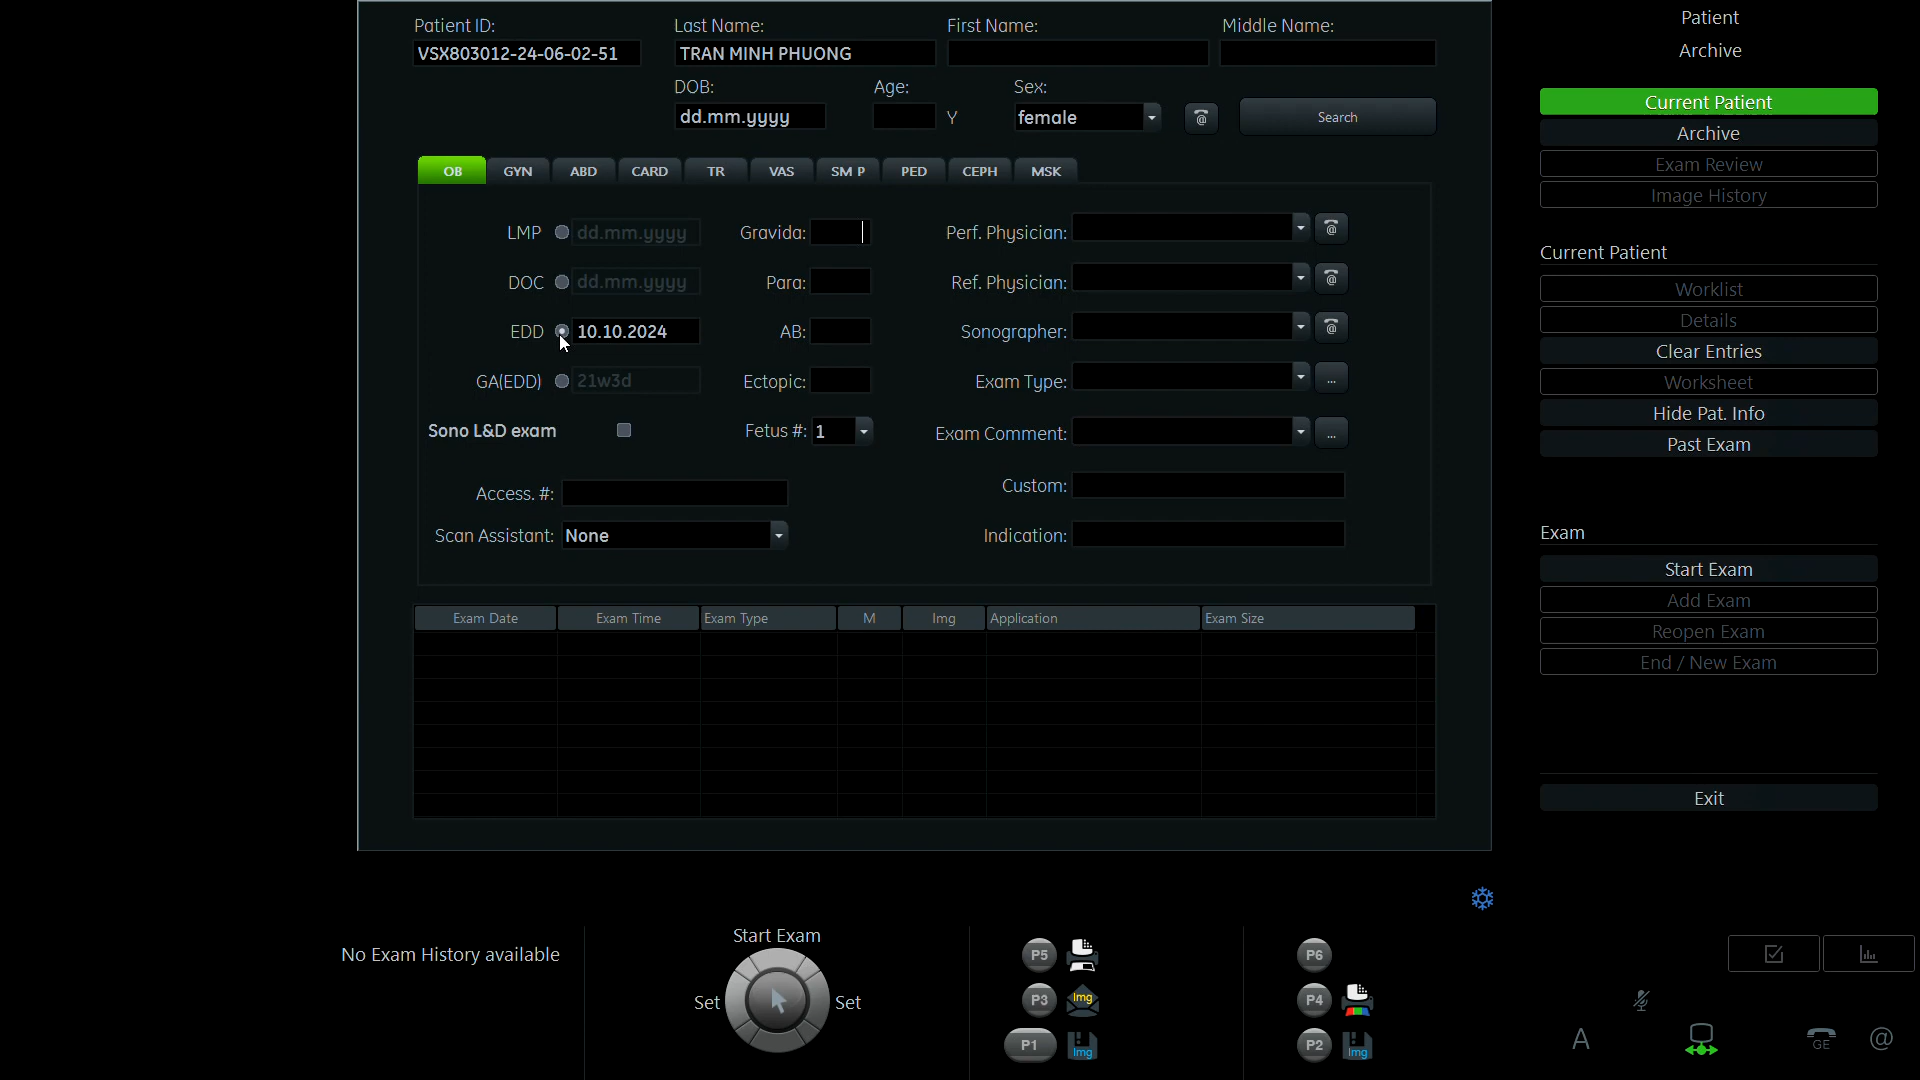 Patient ID: Last Name: First Name: Middle Name:
VSX803012-24-06-02-51 TRAN MINH PHUONG
DOB: Age: Sex:
dd.mm.yyyy Y female @ Search
OB GYN ABD CARD TR VAS SM P PED CEPH MSK
LMP dd.mm.yyyy Gravida: Perf. Physician: @
DOC dd.mm.yyyy Para: Ref. Physician: @
EDD 10.10.2024 AB: Sonographer: @
GA(EDD) 21w3d Ectopic: Exam Type: ...
Sono L&D exam Fetus #: 1 Exam Comment: ...
Access. #: Custom:
Scan Assistant: None Indication:
Exam Date Exam Time Exam Type M Img Application Exam Size
Patient
Archive
Current Patient
Archive
Exam Review
Image History
Current Patient
Worklist
Details
Clear Entries
Worksheet
Hide Pat. Info
Past Exam
Exam
Start Exam
Add Exam
Reopen Exam
End / New Exam
Exit
No Exam History available
Start Exam
Set Set
P5
P3 Img
P1 Img
P6
P4
P2 Img
A GE @